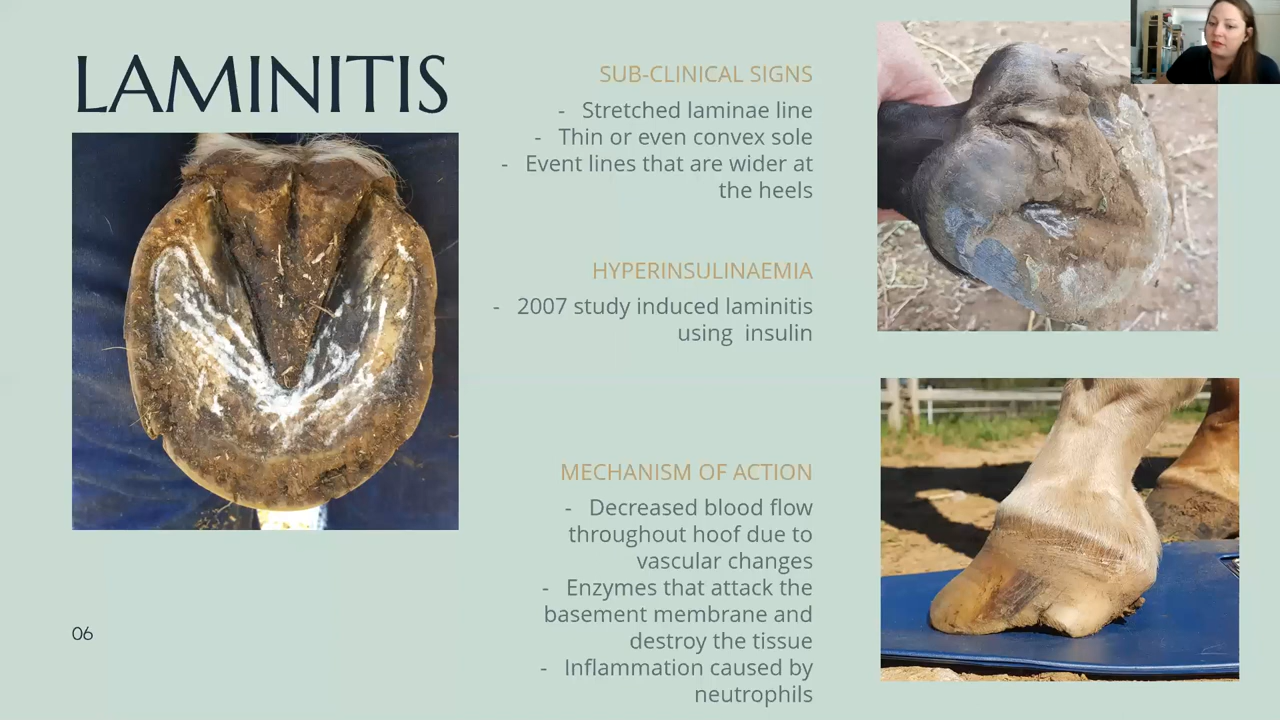 LAMINITIS
SUB-CLINICAL SIGNS
- Stretched laminae line
- Thin or even convex sole
- Event lines that are wider at
the heels
HYPERINSULINAEMIA
- 2007 study induced laminitis
using insulin
MECHANISM OF ACTION
- Decreased blood flow
throughout hoof due to
vascular changes
- Enzymes that attack the
basement membrane and
destroy the tissue
- Inflammation caused by
neutrophils
06